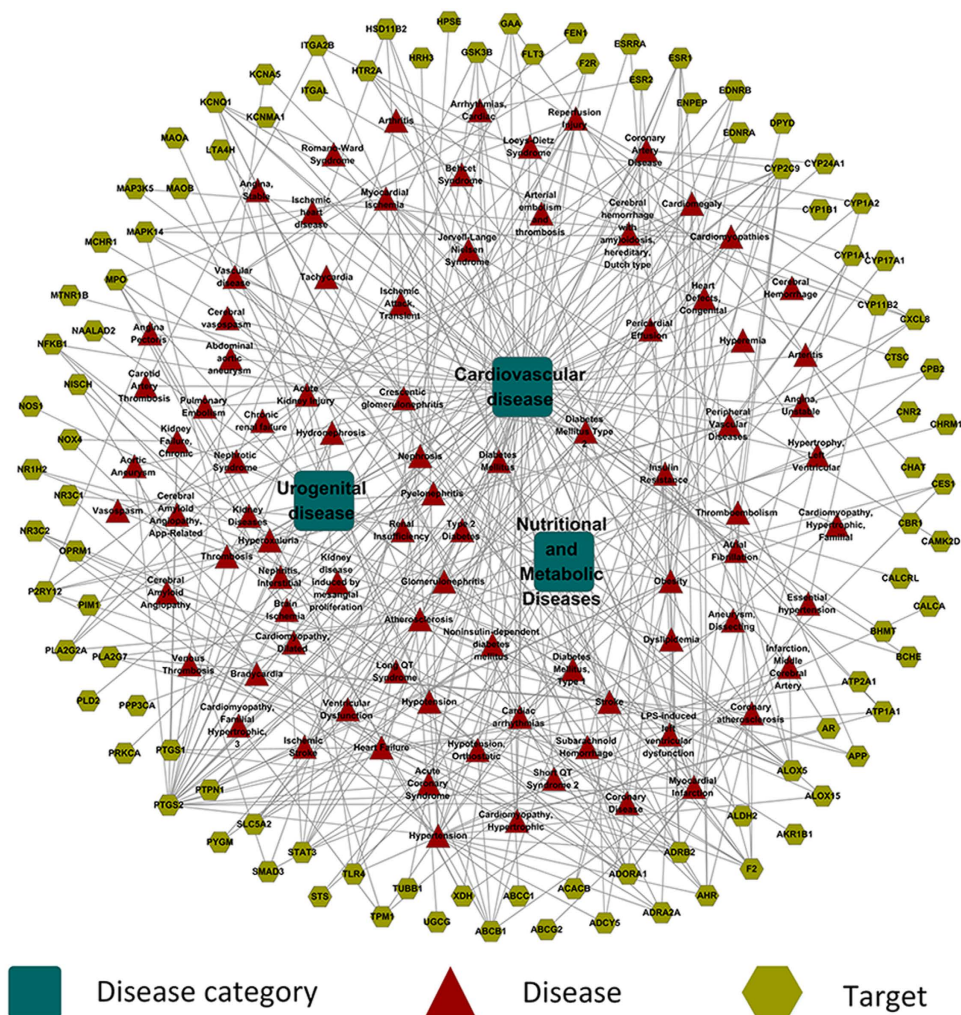 HSD11B2
HPSE
GAA
FEN1
ITGA2B
HRH3
GSK3B
FLT3
ESRRA
ESR1
HTR2A
F2R
KCNA5
ITGAL
ESR2
EDNRB
KCNQ1
KCNMA1
Arthritis
Arrhythmias,
Cardiac
Reperfusion
Injury
ENPEP
EDNRA
DPYD
MAOA
LTA4H
Romano-Ward
Syndrome
Loeys-Dietz
Syndrome
Coronary
Artery
Disease
CYP2C9
CYP24A1
MAP3K5
MAOB
Angina,
Stable
Ischemic
heart
disease
Myocardial
Ischemia
Behcet
Syndrome
Arterial
embolism
and
thrombosis
Cerebral
hemorrhage
with
amyloidosis,
hereditary,
Dutch type
Cardiomegaly
CYP1B1
CYP1A2
MAPK14
MCHR1
Cardiomyopathies
CYP1A1
CYP17A1
MPO
Vascular
disease
Tachycardia
Jervell-Lange
Nielsen
Syndrome
Heart
Defects,
Congenital
Cerebral
Hemorrhage
MTNR1B
NAALAD2
Cerebral
vasospasm
Ischemic
Attack,
Transient
Pericardial
Effusion
CYP11B2
CXCL8
NFKB1
Angina
Pectoris
Abdominal
aortic
aneurysm
Hyperemia
Arteritis
CTSC
NISCH
Carotid
Artery
Thrombosis
Pulmonary
Embolism
Acute
Kidney Injury
Crescentic
glomerulonephritis
Cardiovascular
disease
CPB2
NOS1
Chronic
renal failure
Angina,
Unstable
CNR2
CHRM1
NOX4
Kidney
Failure,
Chronic
Hydronephrosis
Diabetes
Mellitus Type
2
Peripheral
Vascular
Diseases
NR1H2
Aortic
Aneurysm
Nephrotic
Syndrome
Nephrosis
Diabetes
Mellitus
Insulin
Resistance
Hypertrophy,
Left
Ventricular
CHAT
CES1
NR3C1
Vasospasm
Cerebral
Amyloid
Angiopathy,
App-Related
Kidney
Diseases
Urogenital
disease
Pyelonephritis
Thromboembolism
Cardiomyopathy,
Hypertrophic,
Familial
CBR1
CAMK2D
NR3C2
OPRM1
Thrombosis
Hyperoxaluria
Renal
Insufficiency
Type 2
Diabetes
Nutritional
and
Metabolic
Diseases
Atrial
Fibrillation
CALCRL
P2RY12
PIM1
Cerebral
Amyloid
Angiopathy
Nephritis,
Interstitial
Kidney
disease
induced by
mesangial
proliferation
Glomerulonephritis
Obesity
Essential
hypertension
CALCA
PLA2G2A
PLA2G7
Brain
Ischemia
Atherosclerosis
Aneurysm,
Dissecting
BHMT
BCHE
Venous
Thrombosis
Cardiomyopathy,
Dilated
Noninsulin-dependent
diabetes
mellitus
Dyslipidemia
Infarction,
Middle
Cerebral
Artery
ATP2A1
PLD2
PPP3CA
Bradycardia
Long QT
Syndrome
Diabetes
Mellitus,
Type 1
ATP1A1
PRKCA
PTGS1
Cardiomyopathy,
Familial
Hypertrophic,
3
Ventricular
Dysfunction
Hypotension
Cardiac
arrhythmias
Stroke
LPS-induced
left
ventricular
dysfunction
Coronary
atherosclerosis
AR
APP
PTGS2
PTPN1
Ischemic
Stroke
Heart Failure
Hypotension,
Orthostatic
Subarachnoid
Hemorrhage
ALOX5
ALOX15
PYGM
SLC5A2
Acute
Coronary
Syndrome
Short QT
Syndrome 2
Coronary
Disease
Myocardial
Infarction
ALDH2
AKR1B1
SMAD3
STAT3
Hypertension
Cardiomyopathy,
Hypertrophic
ADRB2
F2
STS
TLR4
TUBB1
XDH
ABCC1
ACACB
ADORA1
AHR
TPM1
UGCG
ABCB1
ABCG2
ADCY5
ADRA2A
Disease category
Disease
Target